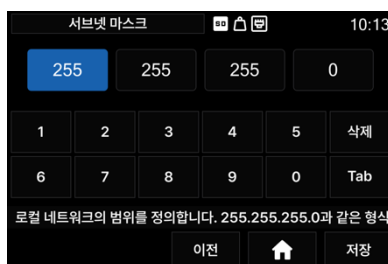 서브넷 마스크 SD 10:13
255 255 255 0
1 2 3 4 5 삭제
6 7 8 9 0 Tab
로컬 네트워크의 범위를 정의합니다. 255.255.255.0과 같은 형식
이전 저장